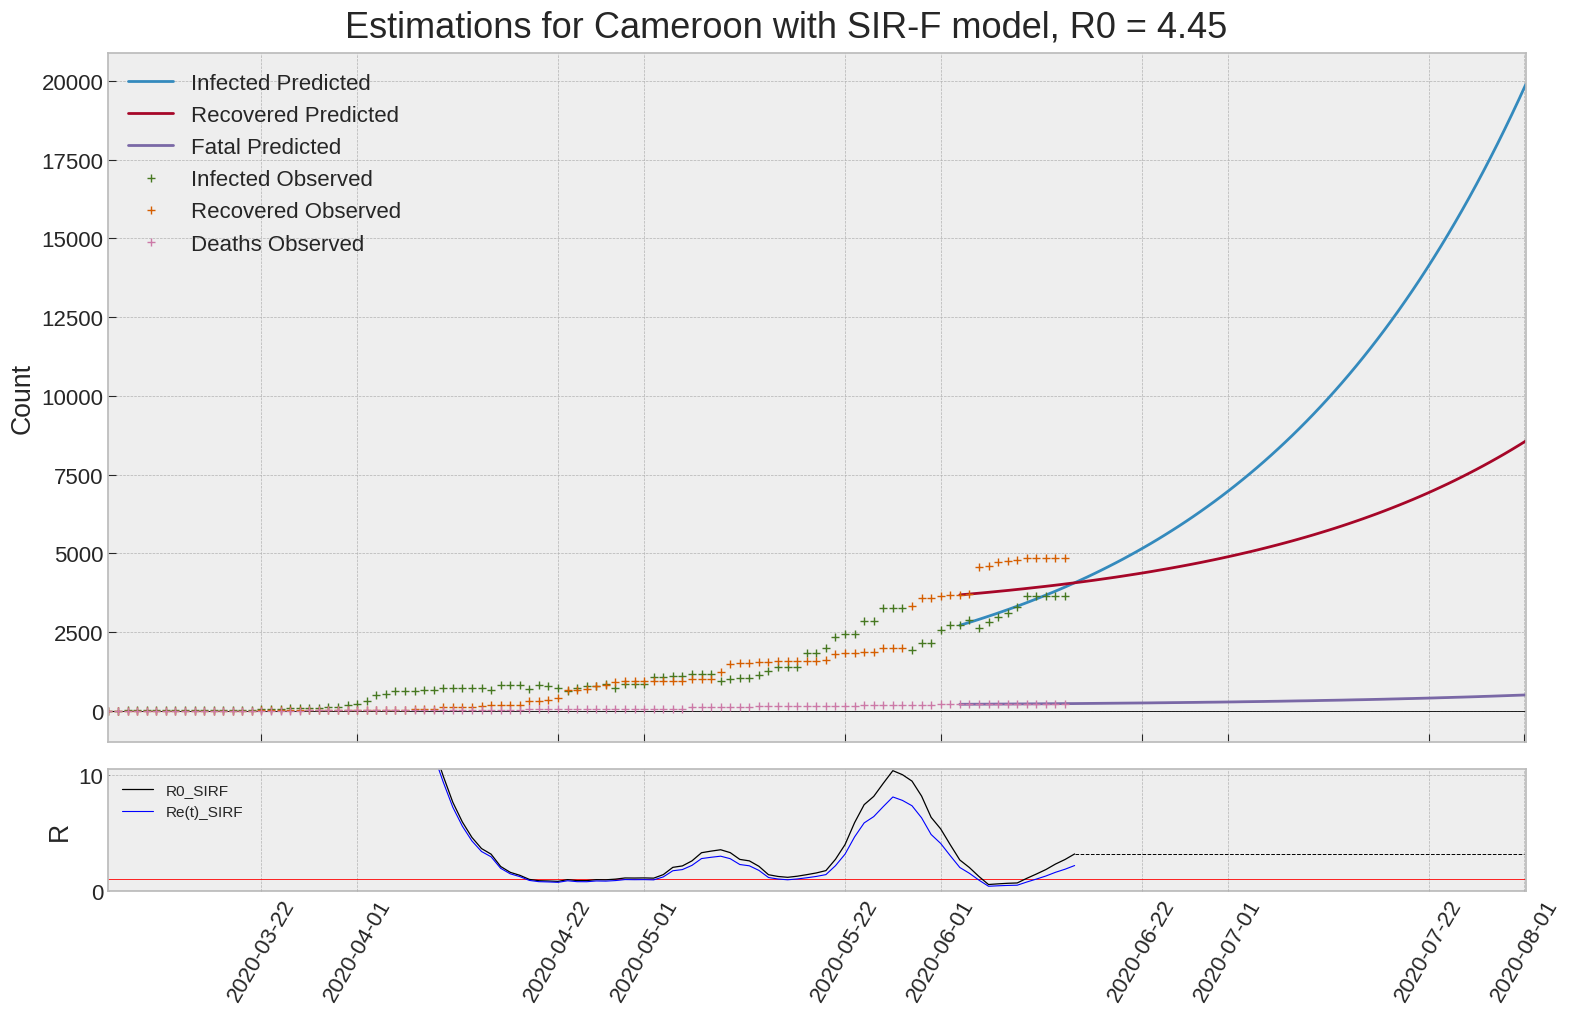 Estimations for Cameroon with SIR-F model, R0 = 4.45
20000
17500
15000
12500
10000
7500
5000
2500
0
Count
Infected Predicted
Recovered Predicted
Fatal Predicted
Infected Observed
Recovered Observed
Deaths Observed
10
0
R
R0_SIRF
Re(t)_SIRF
2020-03-22
2020-04-01
2020-04-22
2020-05-01
2020-05-22
2020-06-01
2020-06-22
2020-07-01
2020-07-22
2020-08-01